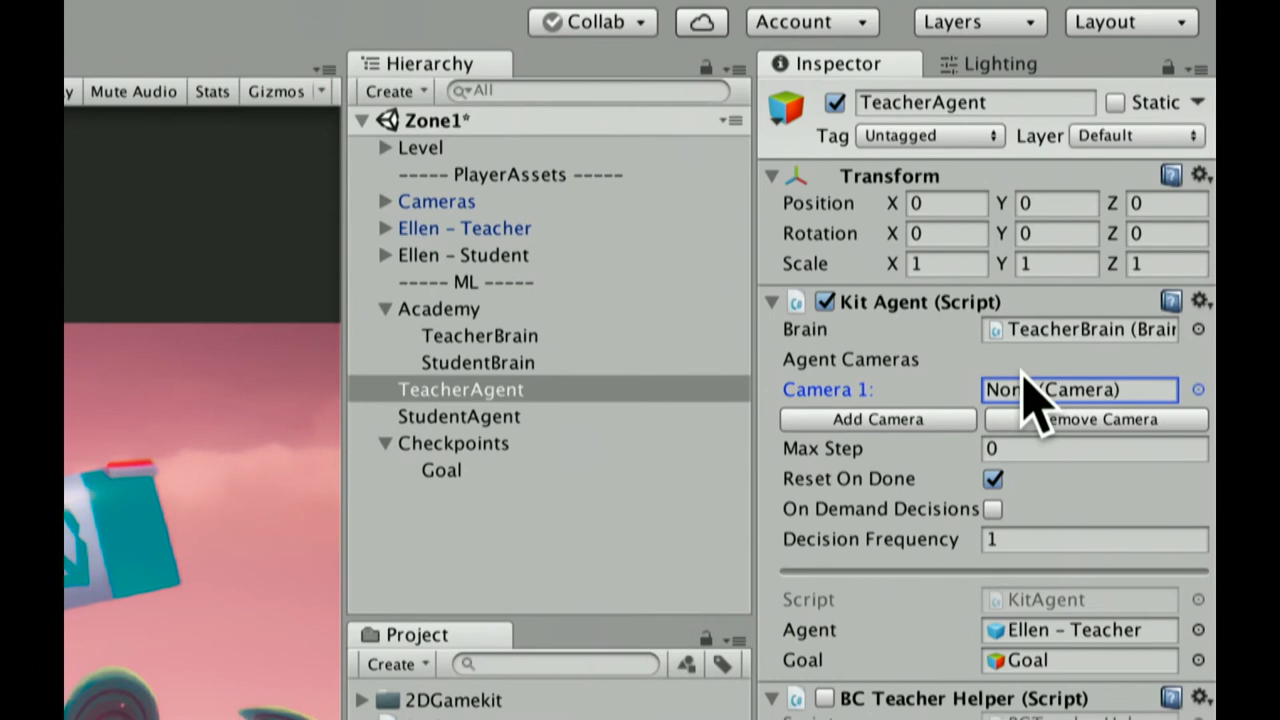 Collab
Account
Layers
Layout
y
Mute Audio
Stats
Gizmos
Hierarchy
Create
All
Zone1*
Level
----- PlayerAssets -----
Cameras
Ellen - Teacher
Ellen - Student
----- ML -----
Academy
TeacherBrain
StudentBrain
TeacherAgent
StudentAgent
Checkpoints
Goal
Project
Create
2DGamekit
Inspector
Lighting
TeacherAgent
Static
Tag Untagged Layer Default
Transform
Position X 0 Y 0 Z 0
Rotation X 0 Y 0 Z 0
Scale X 1 Y 1 Z 1
Kit Agent (Script)
Brain TeacherBrain (Brain
Agent Cameras
Camera 1: (Camera)
Add Camera Camera
Max Step 0
Reset On Done
On Demand Decisions
Decision Frequency 1
Script KitAgent
Agent Ellen - Teacher
Goal Goal
BC Teacher Helper (Script)